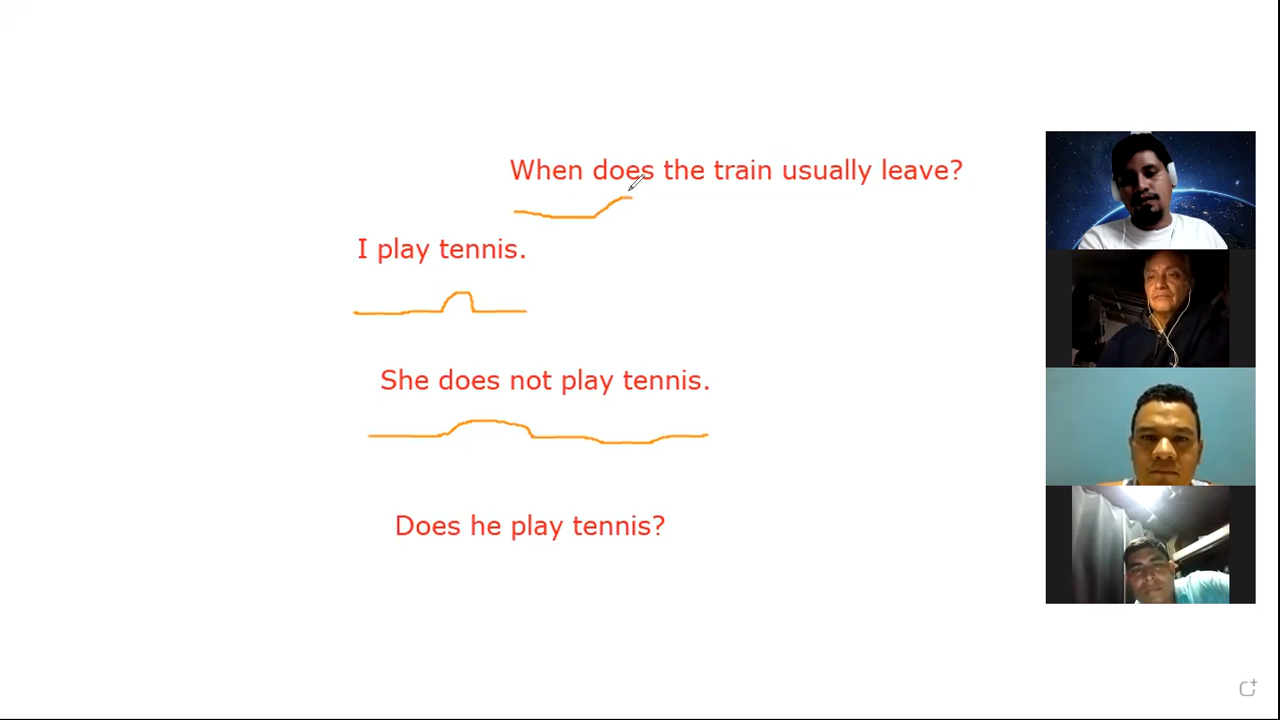 When does the train usually leave?
I play tennis.
She does not play tennis.
Does he play tennis?